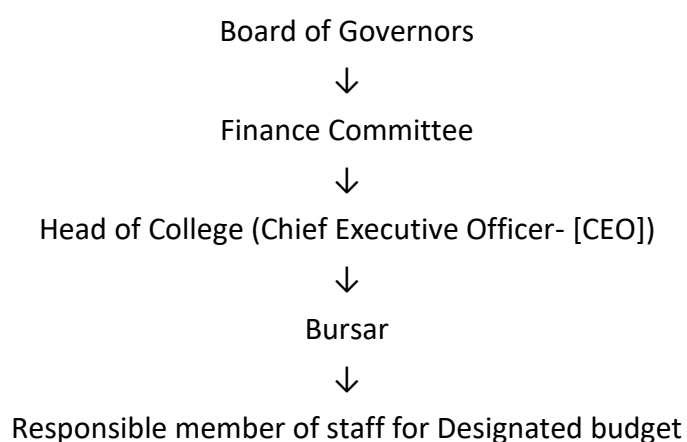 Board of Governors
↓
Finance Committee
↓
Head of College (Chief Executive Officer- [CEO])
↓
Bursar
↓
Responsible member of staff for Designated budget